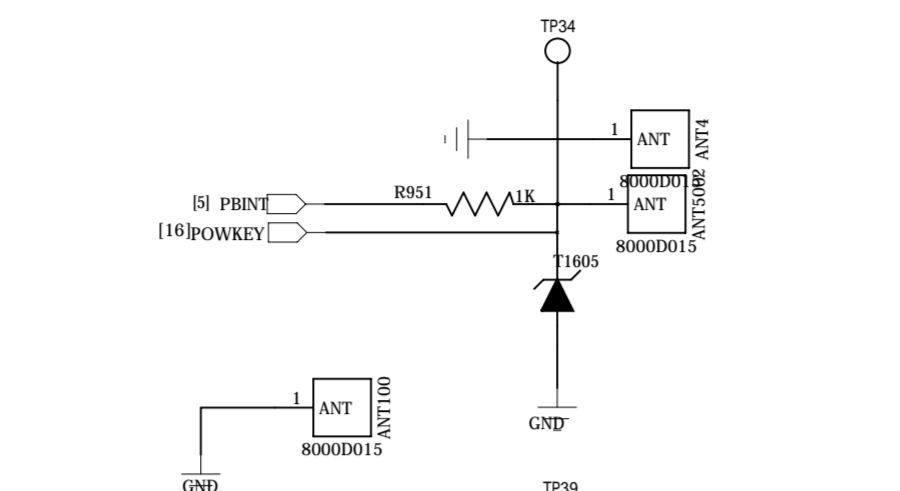 TP34
1
ANT
ANT4
8000D015
[5] PBINT
R951
1K
1
ANT
ANT5002
[16]POWKEY
8000D015
T1605
1
ANT
ANT100
GND
8000D015
GND
TP39